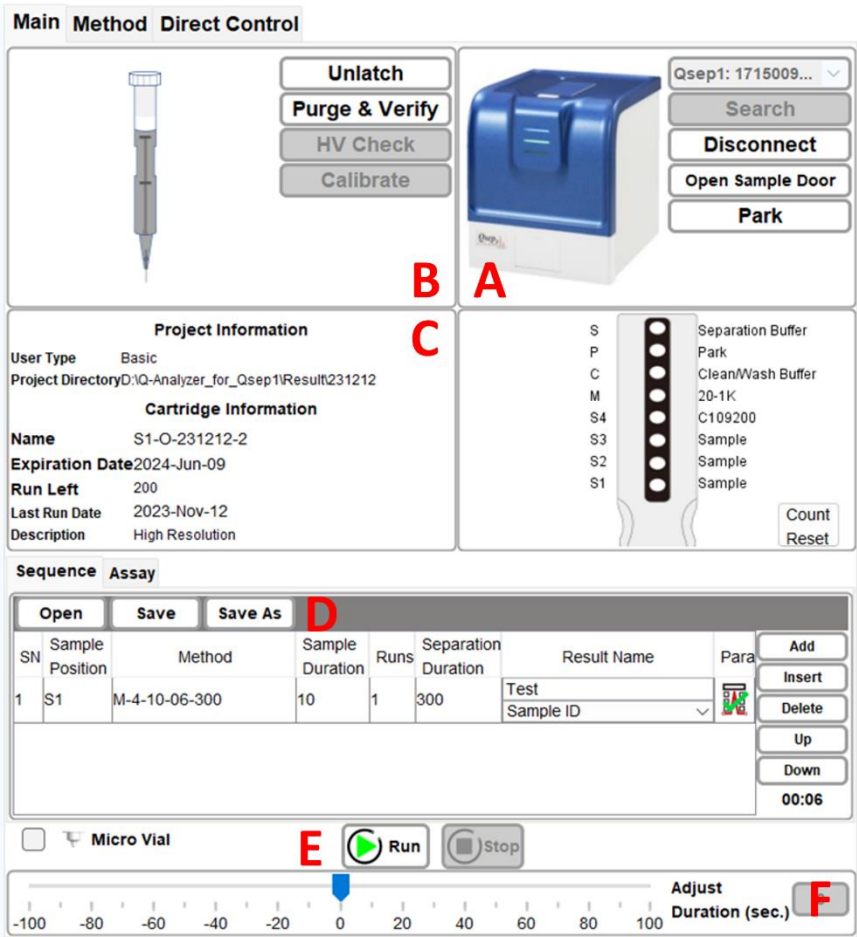 Main Method Direct Control
Unlatch
Purge & Verify
HV Check
Calibrate
B
Qsep1: 1715009...
Search
Disconnect
Open Sample Door
Park
Qsep
A
Project Information
C
User Type Basic
Project DirectoryD:\Q-Analyzer_for_Qsep1\Result\231212
Cartridge Information
Name S1-O-231212-2
Expiration Date2024-Jun-09
Run Left 200
Last Run Date 2023-Nov-12
Description High Resolution
S Separation Buffer
P Park
C Clean/Wash Buffer
M 20-1K
S4 C109200
S3 Sample
S2 Sample
S1 Sample
Count
Reset
Sequence Assay
Open Save Save As D
SN Sample Position Method Sample Duration Runs Separation Duration Result Name Para
1 S1 M-4-10-06-300 10 1 300 Test
Sample ID
Add
Insert
Delete
Up
Down
00:06
Micro Vial E Run Stop
-100 -80 -60 -40 -20 0 20 40 60 80 100
Adjust
Duration (sec.) F